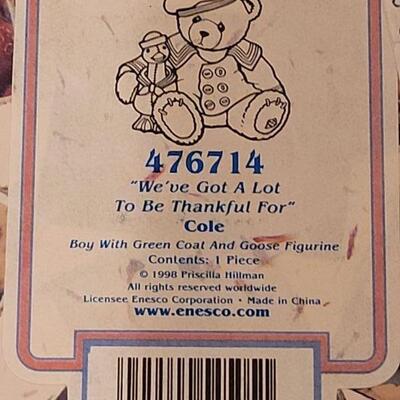 476714
"We've Got A Lot
To Be Thankful For"
Cole
Boy With Green Coat And Goose Figurine
Contents: 1 Piece
© 1998 Priscilla Hillman
All rights reserved worldwide
Licensee Enesco Corporation • Made in China
www.enesco.com